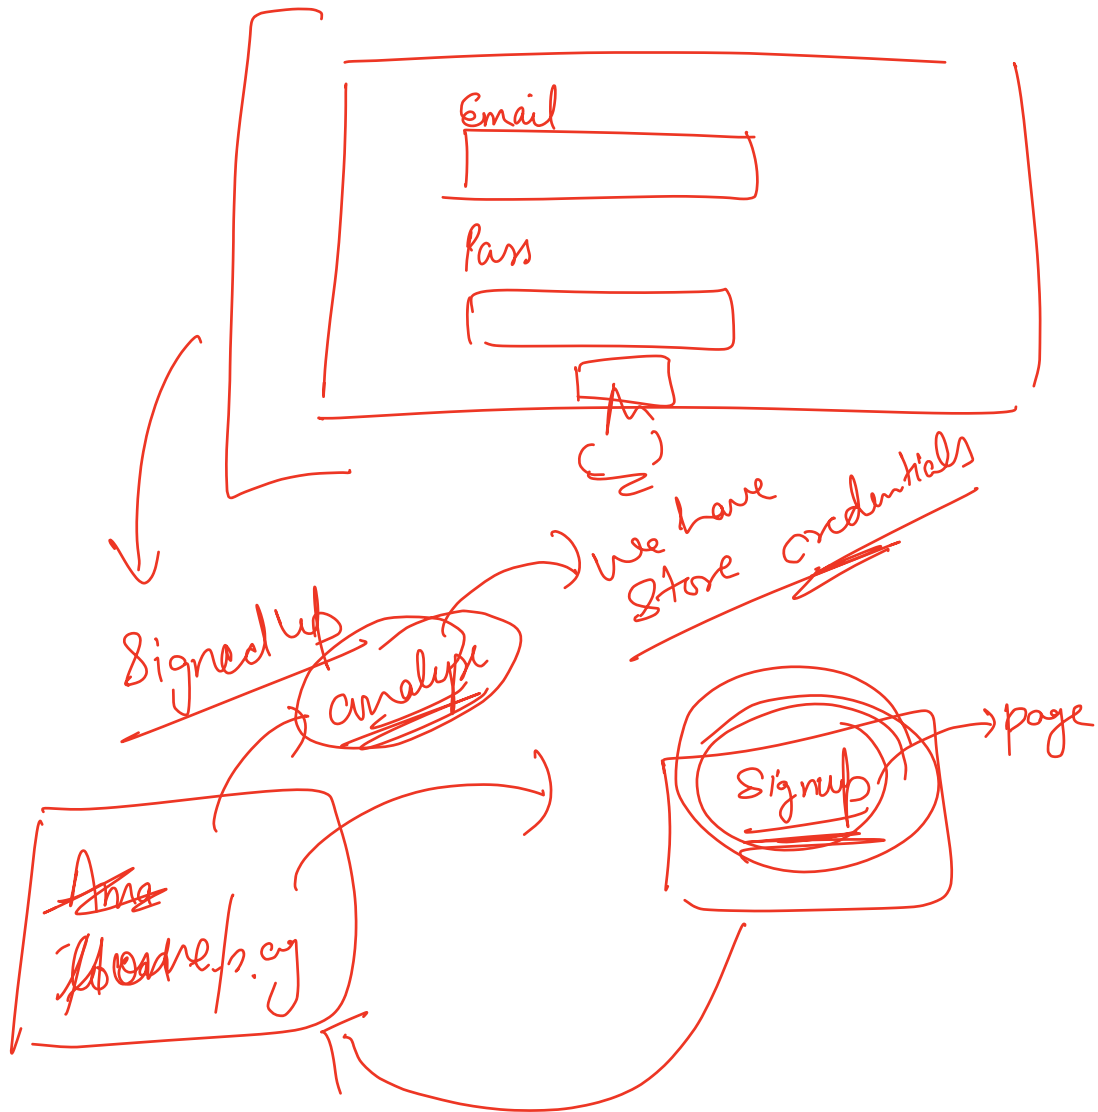 Email
Pass
we have
store credentials
Signed up
analyse
Signup
page